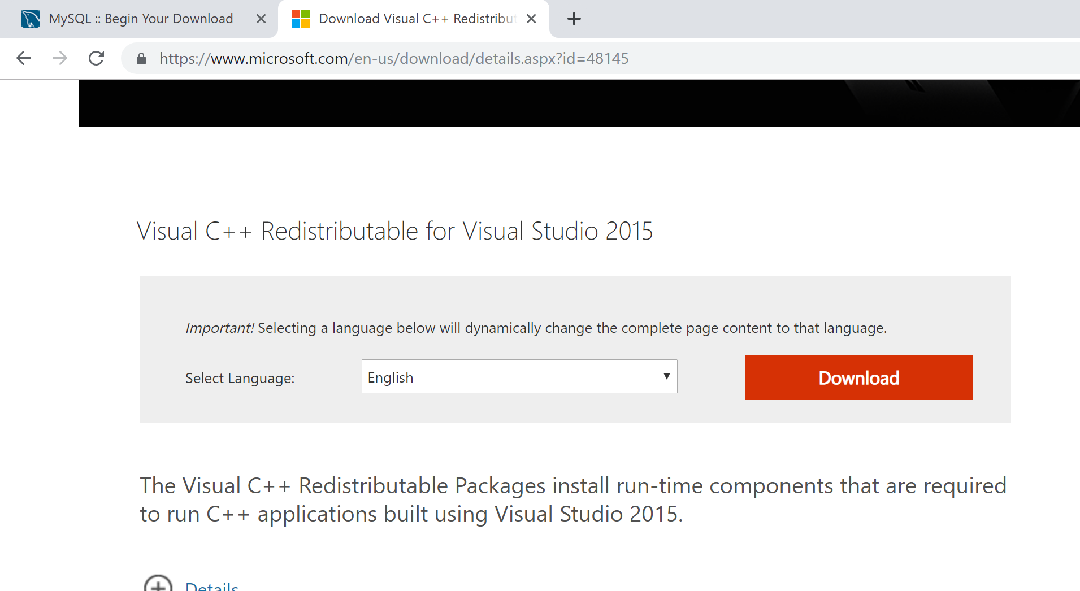 MySQL :: Begin Your Download
Download Visual C++ Redistribut
https://www.microsoft.com/en-us/download/details.aspx?id=48145
Visual C++ Redistributable for Visual Studio 2015
Important! Selecting a language below will dynamically change the complete page content to that language.
Select Language: English Download
The Visual C++ Redistributable Packages install run-time components that are required
to run C++ applications built using Visual Studio 2015.
Details